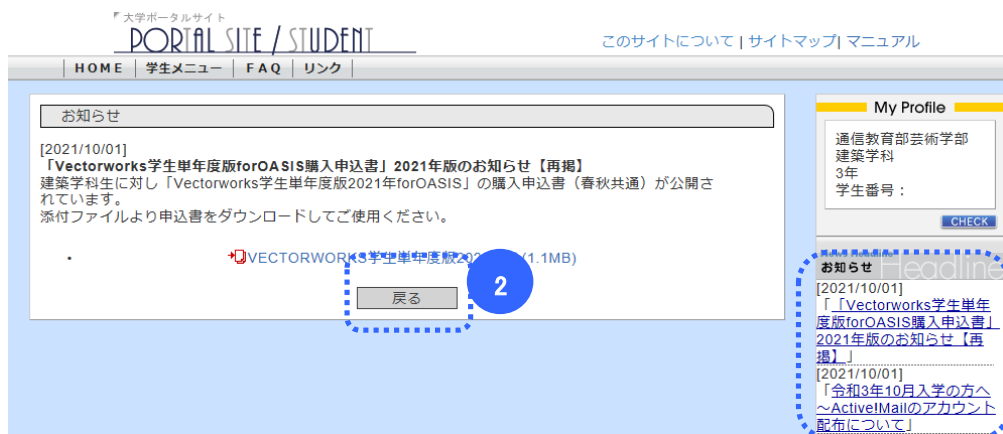 大学ポータルサイト
PORTAL SITE / STUDENT
このサイトについて | サイトマップ| マニュアル
HOME | 学生メニュー | FAQ | リンク
お知らせ
[2021/10/01]
「Vectorworks学生単年度版forOASIS購入申込書」2021年版のお知らせ【再掲】
建築学科生に対し「Vectorworks学生単年度版2021年forOASIS」の購入申込書（春秋共通）が公開さ
れています。
添付ファイルより申込書をダウンロードしてご使用ください。
・ VECTORWORKS学生単年度版202 (1.1MB)
戻る
2
My Profile
通信教育部芸術学部
建築学科
3年
学生番号：
CHECK
News Headline
お知らせ Headline
[2021/10/01]
「「Vectorworks学生単年
度版forOASIS購入申込書」
2021年版のお知らせ【再
掲】」
[2021/10/01]
「令和3年10月入学の方へ
～Active!Mailのアカウント
配布について」